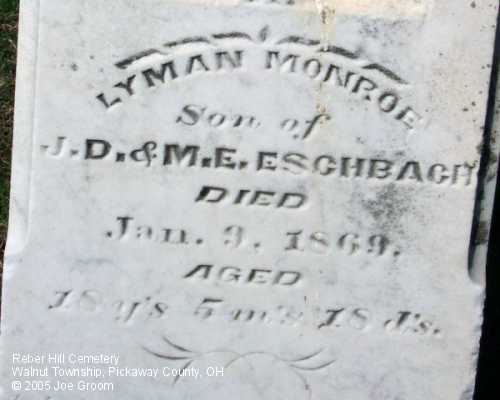 LYMAN MONROE
Son of
J.D. & M.E. ESCHBACH
DIED
Jan. 9, 1869.
AGED
18 y's 5 m's 18 d's.
Reber Hill Cemetery
Walnut Township, Pickaway County, OH
© 2005 Joe Groom